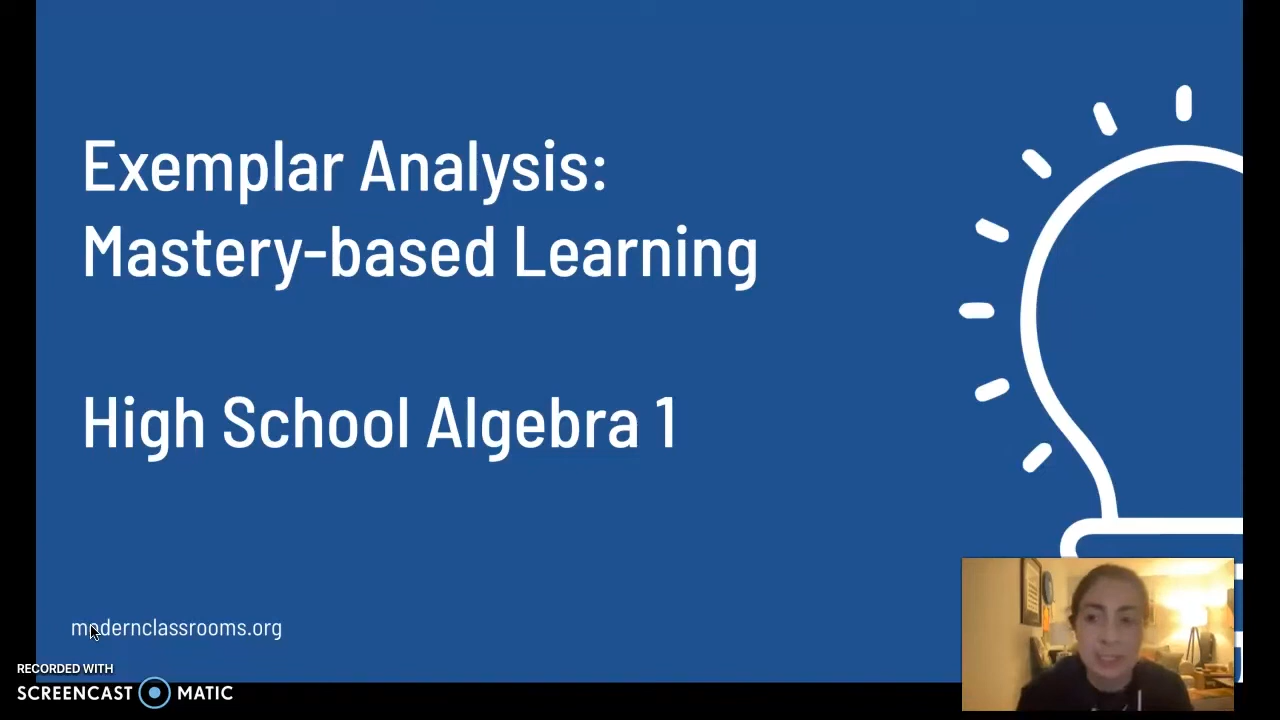 Exemplar Analysis:
Mastery-based Learning
High School Algebra 1
modernclassrooms.org
RECORDED WITH
SCREENCAST MATIC